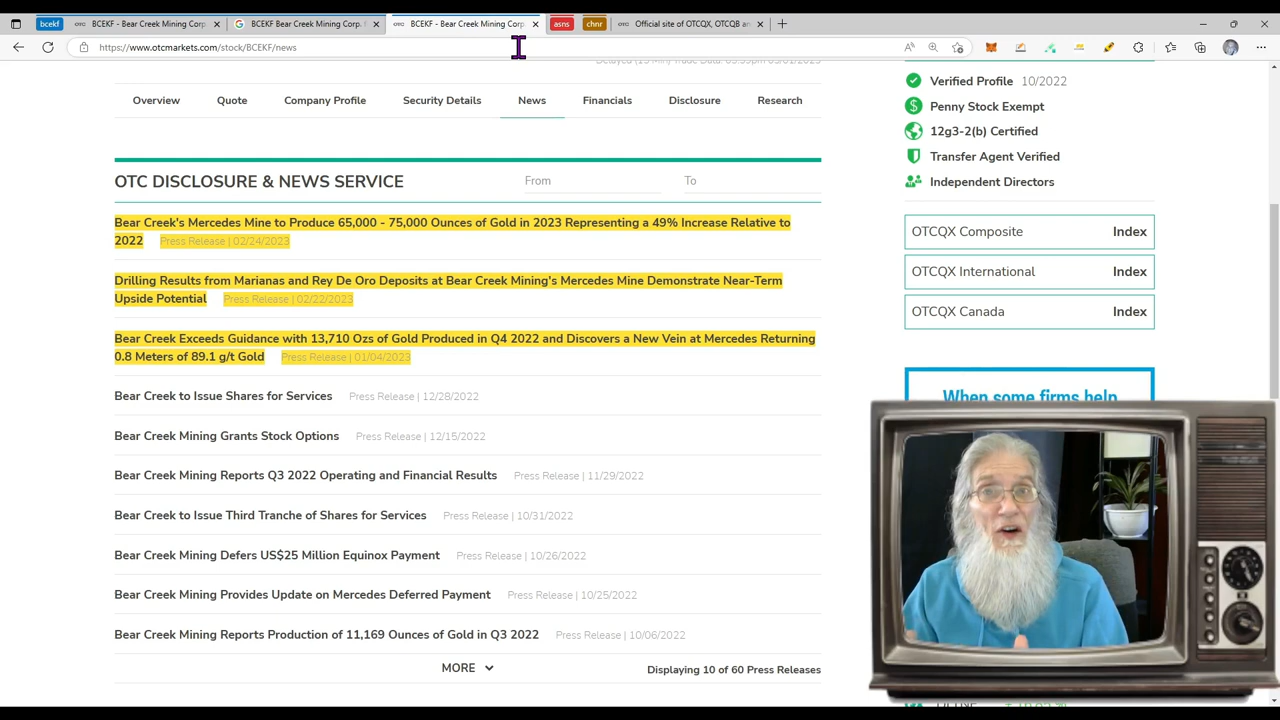 bcekf
BCEKF - Bear Creek Mining Corp
BCEKF Bear Creek Mining Corp.
BCEKF - Bear Creek Mining Corp
asns
chnr
Official site of OTCQX, OTCQB an
https://www.otcmarkets.com/stock/BCEKF/news
Overview
Quote
Company Profile
Security Details
News
Financials
Disclosure
Research
OTC DISCLOSURE & NEWS SERVICE
From
To
Bear Creek's Mercedes Mine to Produce 65,000 - 75,000 Ounces of Gold in 2023 Representing a 49% Increase Relative to
2022 Press Release | 02/24/2023
Drilling Results from Marianas and Rey De Oro Deposits at Bear Creek Mining's Mercedes Mine Demonstrate Near-Term
Upside Potential Press Release | 02/22/2023
Bear Creek Exceeds Guidance with 13,710 Ozs of Gold Produced in Q4 2022 and Discovers a New Vein at Mercedes Returning
0.8 Meters of 89.1 g/t Gold Press Release | 01/04/2023
Bear Creek to Issue Shares for Services Press Release | 12/28/2022
Bear Creek Mining Grants Stock Options Press Release | 12/15/2022
Bear Creek Mining Reports Q3 2022 Operating and Financial Results Press Release | 11/29/2022
Bear Creek to Issue Third Tranche of Shares for Services Press Release | 10/31/2022
Bear Creek Mining Defers US$25 Million Equinox Payment Press Release | 10/26/2022
Bear Creek Mining Provides Update on Mercedes Deferred Payment Press Release | 10/25/2022
Bear Creek Mining Reports Production of 11,169 Ounces of Gold in Q3 2022 Press Release | 10/06/2022
MORE
Displaying 10 of 60 Press Releases
Verified Profile 10/2022
Penny Stock Exempt
12g3-2(b) Certified
Transfer Agent Verified
Independent Directors
OTCQX Composite Index
OTCQX International Index
OTCQX Canada Index
When some firms help